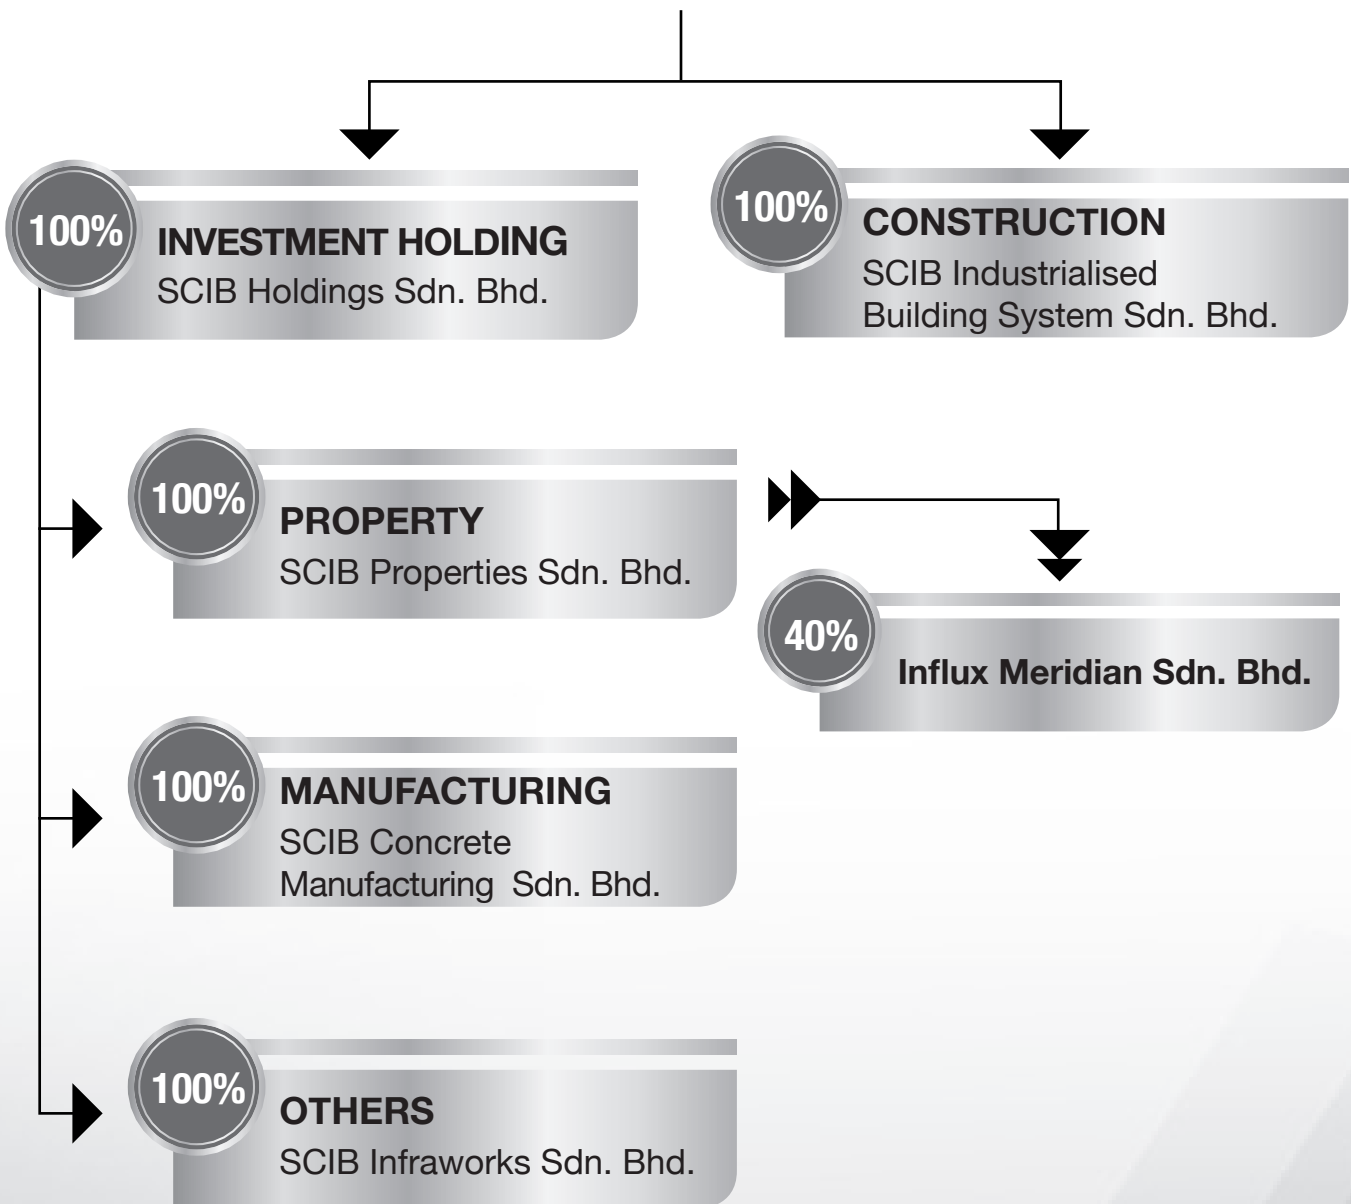 100%
INVESTMENT HOLDING
SCIB Holdings Sdn. Bhd.
100%
CONSTRUCTION
SCIB Industrialised
Building System Sdn. Bhd.
100%
PROPERTY
SCIB Properties Sdn. Bhd.
40%
Influx Meridian Sdn. Bhd.
100%
MANUFACTURING
SCIB Concrete
Manufacturing Sdn. Bhd.
100%
OTHERS
SCIB Infraworks Sdn. Bhd.